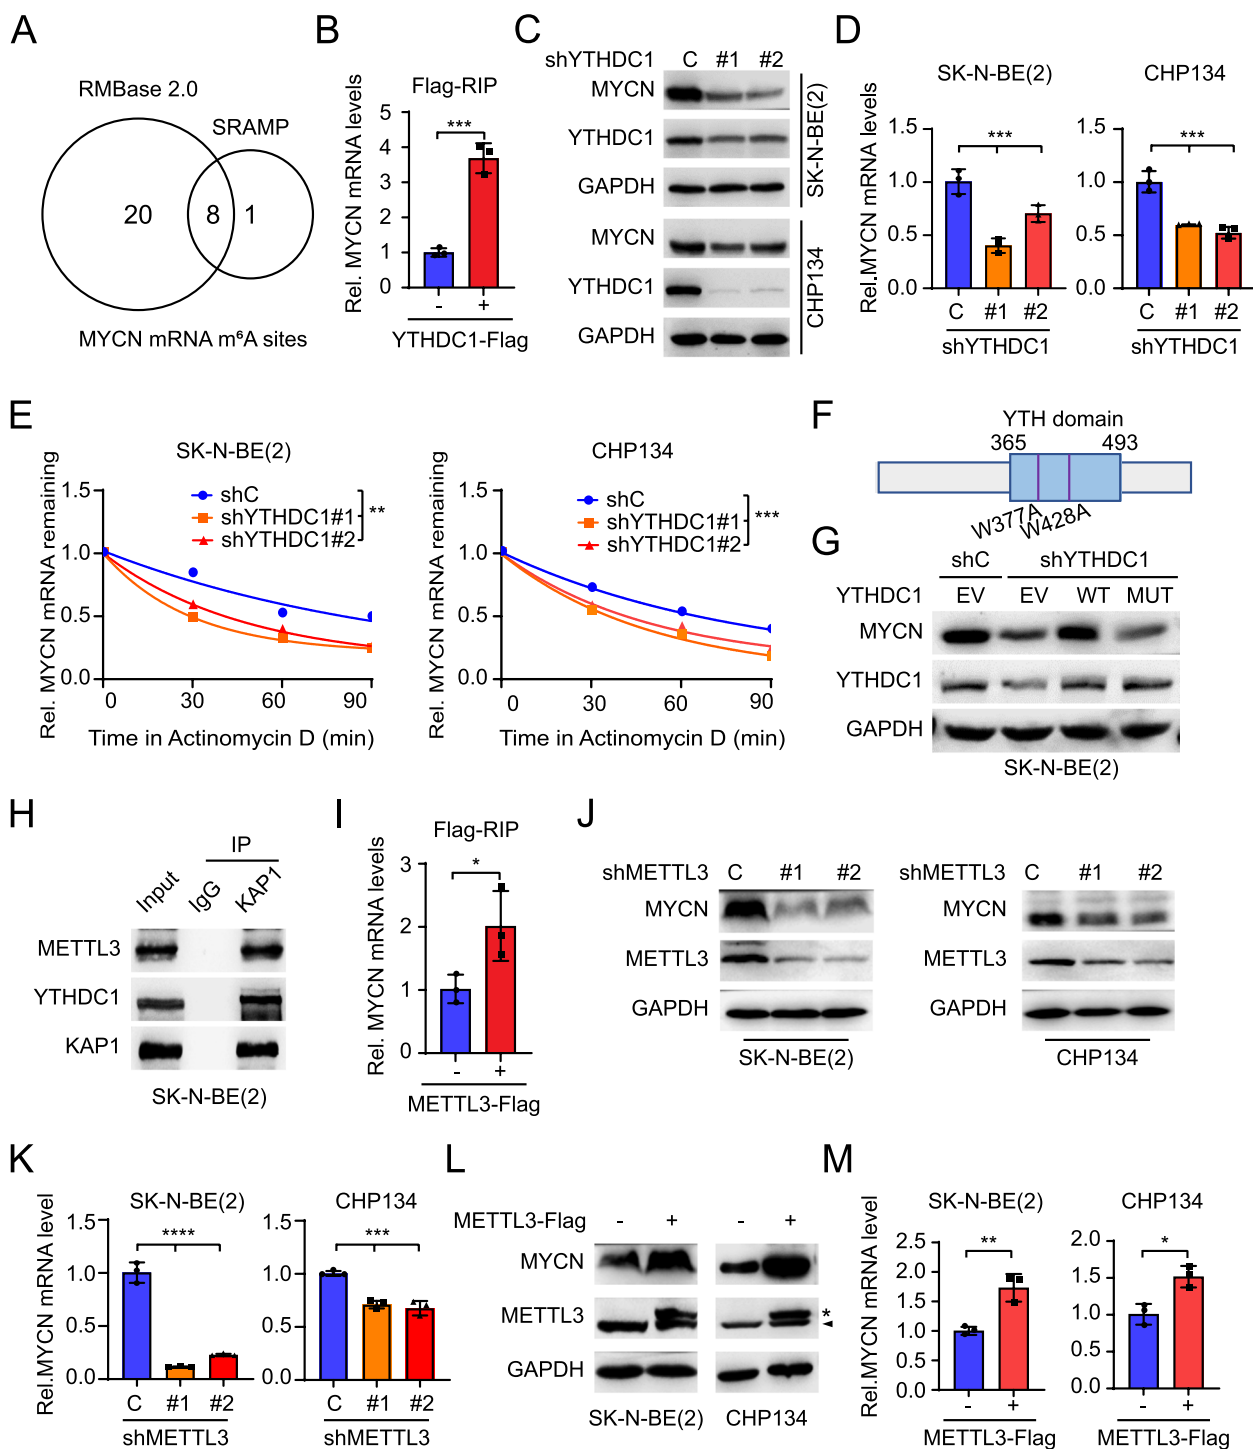 A
RMBase 2.0
SRAMP
20
8
1
MYCN mRNA m⁶A sites
B
Flag-RIP
Rel. MYCN mRNA levels
5
4
3
2
1
0
***
- +
YTHDC1-Flag
C
shYTHDC1 C #1 #2
MYCN
YTHDC1
GAPDH
SK-N-BE(2)
MYCN
YTHDC1
GAPDH
CHP134
D
SK-N-BE(2)
Rel.MYCN mRNA levels
1.5
1.0
0.5
0.0
***
C #1 #2
shYTHDC1
CHP134
1.5
1.0
0.5
0.0
***
C #1 #2
shYTHDC1
E
SK-N-BE(2)
Rel. MYCN mRNA remaining
1.5
1.0
0.5
0.0
shC
shYTHDC1#1
shYTHDC1#2
**
0 30 60 90
Time in Actinomycin D (min)
CHP134
Rel. MYCN mRNA remaining
1.5
1.0
0.5
0.0
shC
shYTHDC1#1
shYTHDC1#2
***
0 30 60 90
Time in Actinomycin D (min)
F
YTH domain
365 493
W377A
W428A
G
shC shYTHDC1
YTHDC1 EV EV WT MUT
MYCN
YTHDC1
GAPDH
SK-N-BE(2)
H
IP
Input IgG KAP1
METTL3
YTHDC1
KAP1
SK-N-BE(2)
I
Flag-RIP
Rel. MYCN mRNA levels
3
2
1
0
*
- +
METTL3-Flag
J
shMETTL3 C #1 #2
MYCN
METTL3
GAPDH
SK-N-BE(2)
shMETTL3 C #1 #2
MYCN
METTL3
GAPDH
CHP134
K
SK-N-BE(2)
Rel.MYCN mRNA level
1.5
1.0
0.5
0.0
****
C #1 #2
shMETTL3
CHP134
1.5
1.0
0.5
0.0
***
C #1 #2
shMETTL3
L
METTL3-Flag - + - +
MYCN
METTL3
*
GAPDH
SK-N-BE(2) CHP134
M
SK-N-BE(2)
Rel.MYCN mRNA level
2.5
2.0
1.5
1.0
0.5
0.0
**
- +
METTL3-Flag
CHP134
2.0
1.5
1.0
0.5
0.0
*
- +
METTL3-Flag